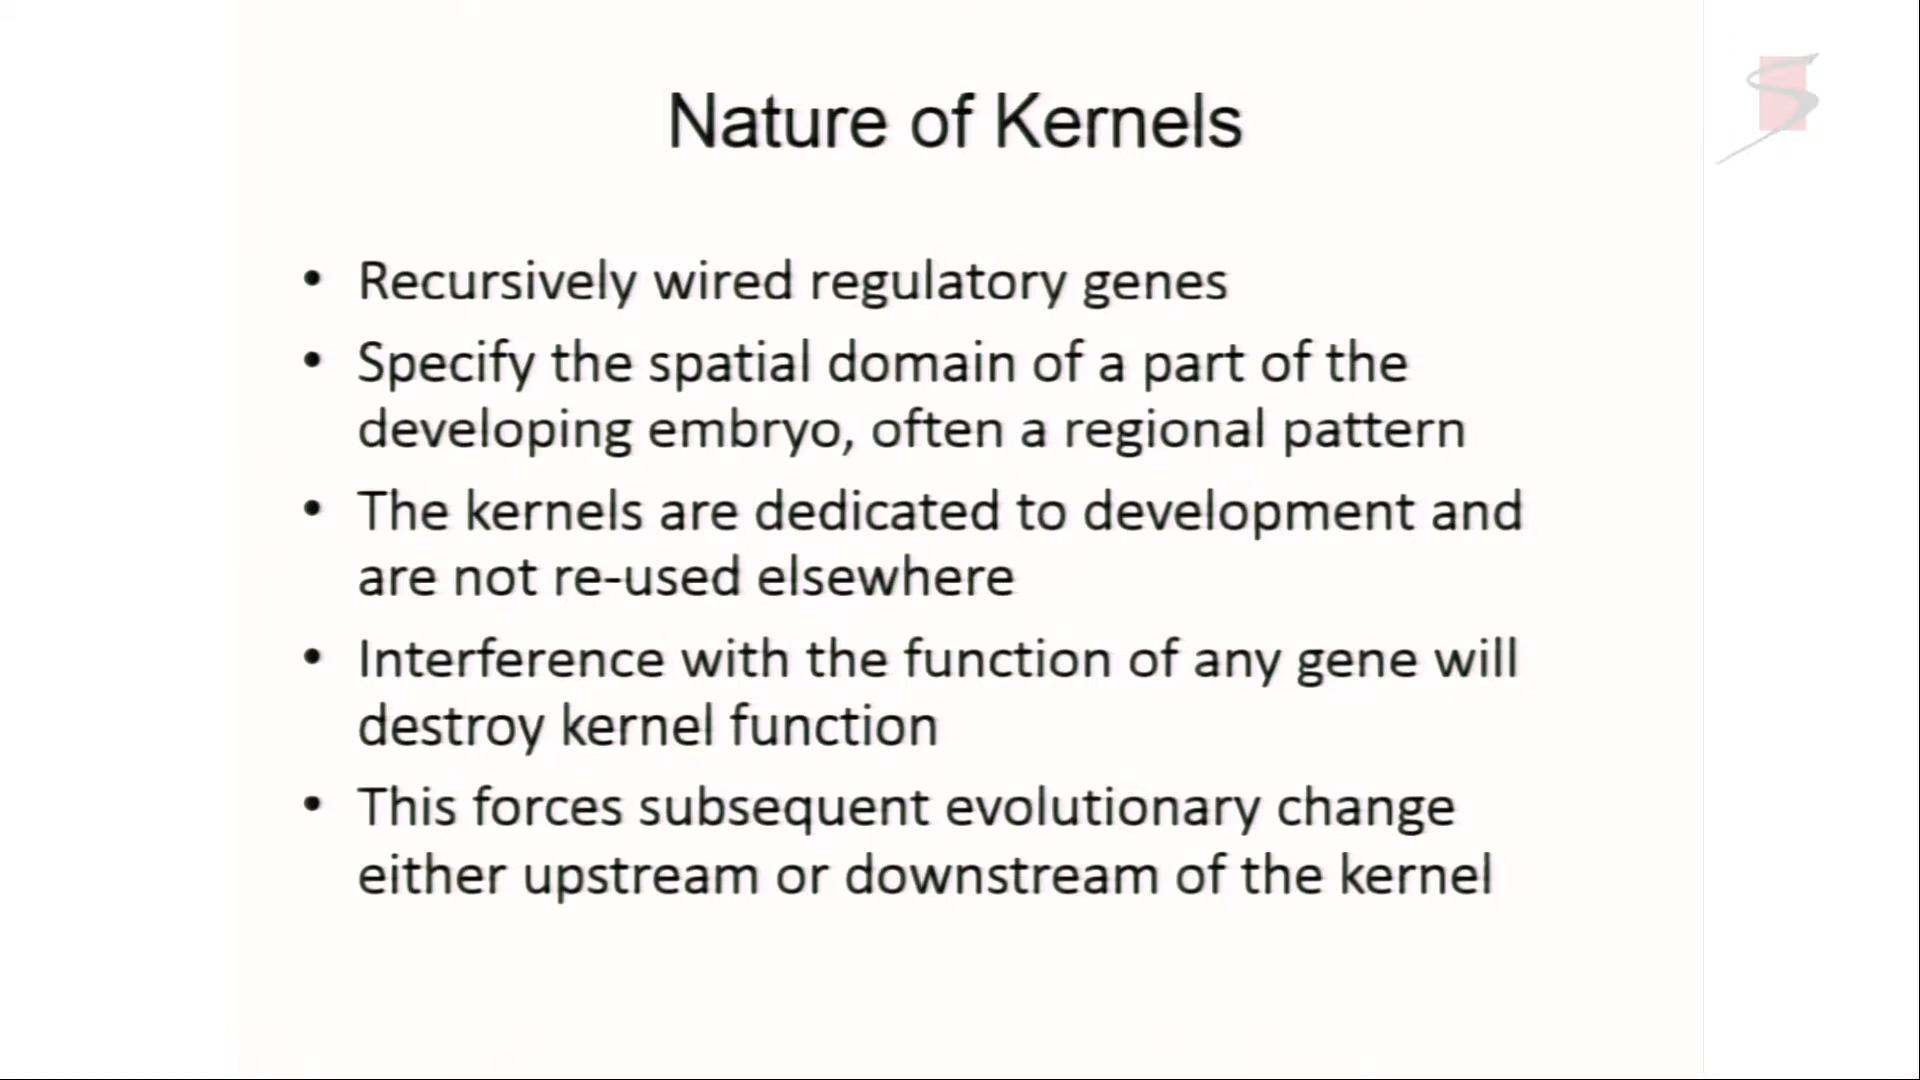 Nature of Kernels
• Recursively wired regulatory genes
• Specify the spatial domain of a part of the
developing embryo, often a regional pattern
• The kernels are dedicated to development and
are not re-used elsewhere
• Interference with the function of any gene will
destroy kernel function
• This forces subsequent evolutionary change
either upstream or downstream of the kernel